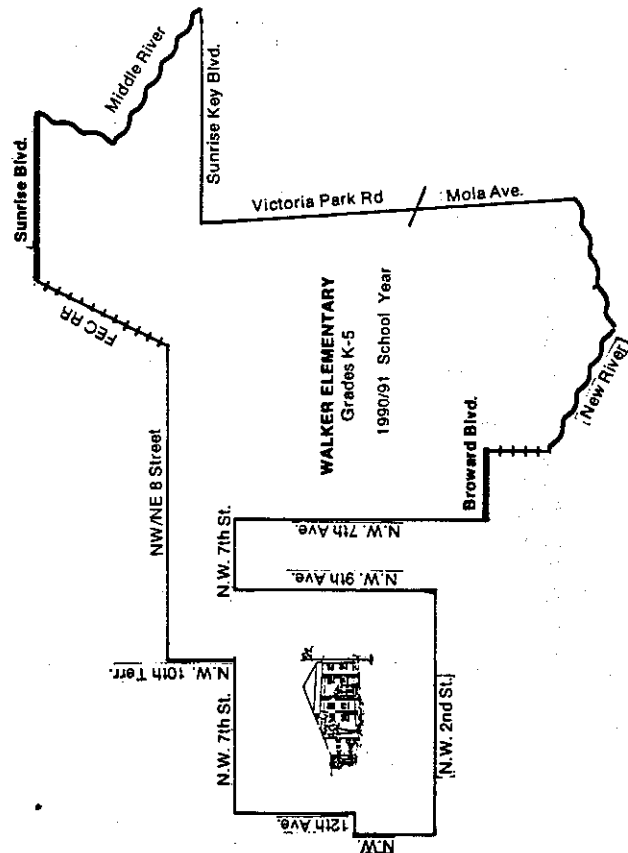 Sunrise Blvd.
Middle River
Sunrise Key Blvd.
FEC RR
Victoria Park Rd
Mola Ave.
NW/NE 8 Street
WALKER ELEMENTARY
Grades K-5
1990/91 School Year
Broward Blvd.
[New River]
N.W. 7th St.
N.W. 7th Ave.
N.W. 9th Ave.
N.W. 10th Terr.
N.W. 7th St.
N.W. 2nd St.
12th Ave.
N.W.